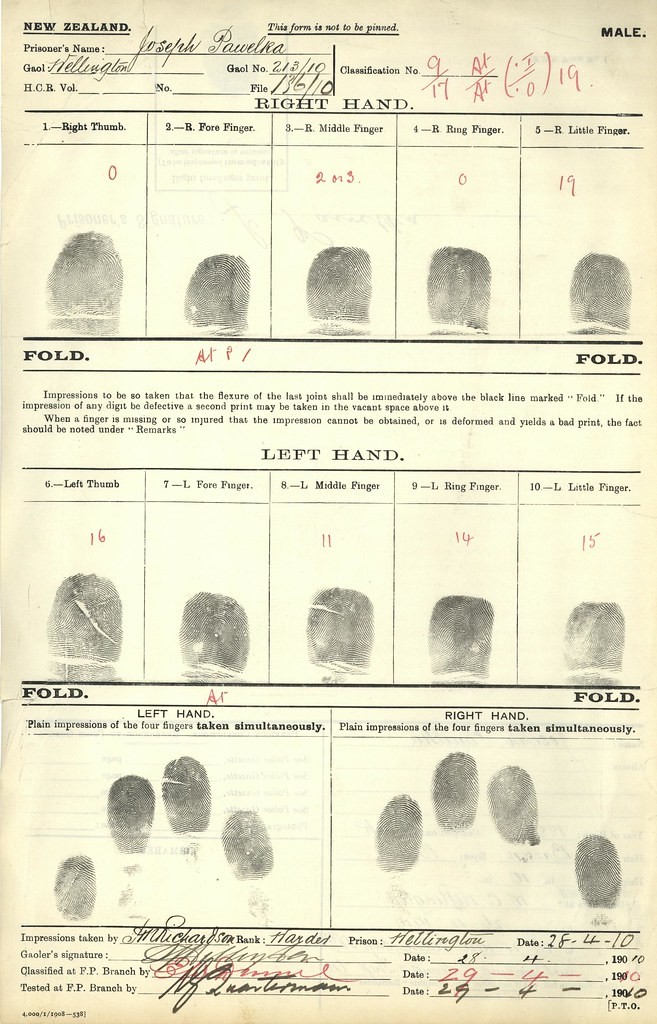 NEW ZEALAND. This form is not to be pinned. MALE.
Prisoner's Name: Joseph Pawelka
Gaol Wellington Gaol No. 213/10
H.C.R. Vol. No. File 136/10
Classification No. 9/17 At/At (·I/·0) 19.
RIGHT HAND.
1.—Right Thumb. 2.—R. Fore Finger. 3.—R. Middle Finger 4—R. Ring Finger. 5—R. Little Finger.
0 2 or 3. 0 19
FOLD. At P / FOLD.
Impressions to be so taken that the flexure of the last joint shall be immediately above the black line marked "Fold." If the
impression of any digit be defective a second print may be taken in the vacant space above it
When a finger is missing or so injured that the impression cannot be obtained, or is deformed and yields a bad print, the fact
should be noted under "Remarks"
LEFT HAND.
6.—Left Thumb 7—L Fore Finger. 8.—L Middle Finger 9—L Ring Finger. 10.—L Little Finger.
16 11 14 15
FOLD. At FOLD.
LEFT HAND.
Plain impressions of the four fingers taken simultaneously.
RIGHT HAND.
Plain impressions of the four fingers taken simultaneously.
Impressions taken by Richardson Rank: Warder Prison: Wellington Date: 28-4-10
Gaoler's signature: Date: 28 4. 1910
Classified at F.P. Branch by Date: 29—4—1910
Tested at F.P. Branch by Quartermain Date: 29—4—1910
4,000/1/1908—538] [P.T.O.